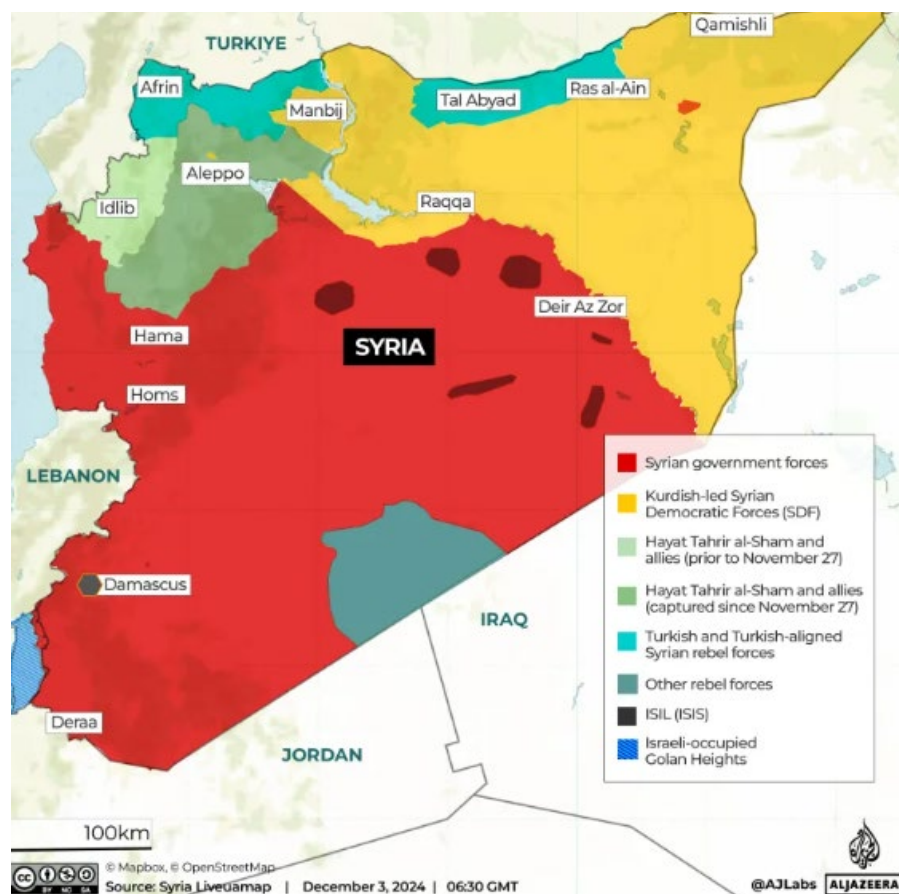 Qamishli
TURKIYE
Afrin
Ras al-Ain
Tal Abyad
Manbij
Aleppo
Raqqa
Idlib
Deir Az Zor
Hama
SYRIA
Homs
LEBANON
Damascus
IRAQ
Deraa
JORDAN
Syrian government forces
Kurdish-led Syrian
Democratic Forces (SDF)
Hayat Tahrir al-Sham and
allies (prior to November 27)
Hayat Tahrir al-Sham and allies
(captured since November 27)
Turkish and Turkish-aligned
Syrian rebel forces
Other rebel forces
ISIL (ISIS)
Israeli-occupied
Golan Heights
100km
CC BY NC SA
© Mapbox, © OpenStreetMap
Source: Syria Liveuamap | December 3, 2024 | 06:30 GMT
@AJLabs
ALJAZEERA